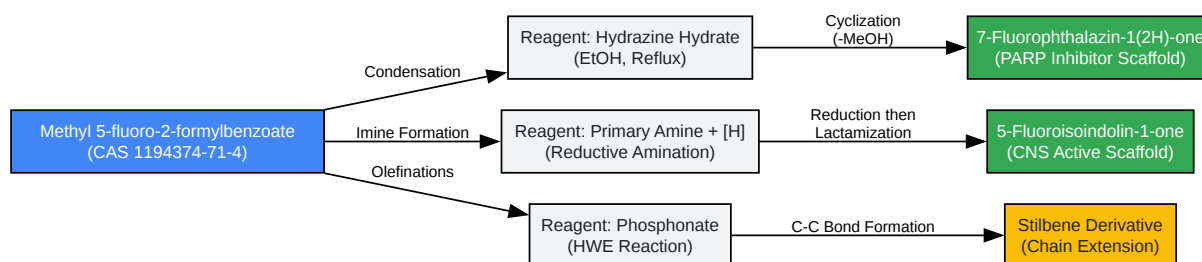 Methyl 5-fluoro-2-formylbenzoate
(CAS 1194374-71-4)
Condensation
Imine Formation
Olefinations
Reagent: Hydrazine Hydrate
(EtOH, Reflux)
Reagent: Primary Amine + [H]
(Reductive Amination)
Reagent: Phosphonate
(HWE Reaction)
Cyclization
(-MeOH)
Reduction then
Lactamization
C-C Bond Formation
7-Fluorophthalazin-1(2H)-one
(PARP Inhibitor Scaffold)
5-Fluoroisoindolin-1-one
(CNS Active Scaffold)
Stilbene Derivative
(Chain Extension)